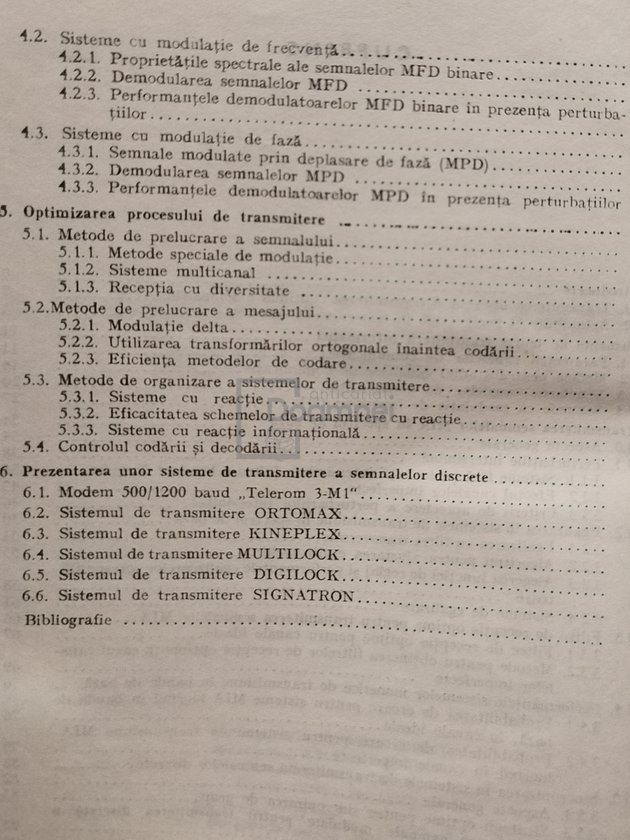 4.2. Sisteme cu modulație de frecvență
4.2.1. Proprietățile spectrale ale semnalelor MFD binare
4.2.2. Demodularea semnalelor MFD
4.2.3. Performanțele demodulatoarelor MFD binare în prezența perturba-
țiilor
4.3. Sisteme cu modulație de fază
4.3.1. Semnale modulate prin deplasare de fază (MPD)
4.3.2. Demodularea semnalelor MPD
4.3.3. Performanțele demodulatoarelor MPD în prezența perturbațiilor
5. Optimizarea procesului de transmitere
5.1. Metode de prelucrare a semnalului
5.1.1. Metode speciale de modulație
5.1.2. Sisteme multicanal
5.1.3. Recepția cu diversitate
5.2.Metode de prelucrare a mesajului
5.2.1. Modulație delta
5.2.2. Utilizarea transformărilor ortogonale înaintea codării
5.2.3. Eficiența metodelor de codare
5.3. Metode de organizare a sistemelor de transmitere
5.3.1. Sisteme cu reacție
5.3.2. Eficacitatea schemelor de transmitere cu reacție
5.3.3. Sisteme cu reacție informațională
5.4. Controlul codării și decodării
6. Prezentarea unor sisteme de transmitere a semnalelor discrete
6.1. Modem 500/1200 baud „Telerom 3-M1“
6.2. Sistemul de transmitere ORTOMAX
6.3. Sistemul de transmitere KINEPLEX
6.4. Sistemul de transmitere MULTILOCK
6.5. Sistemul de transmitere DIGILOCK
6.6. Sistemul de transmitere SIGNATRON
Bibliografie